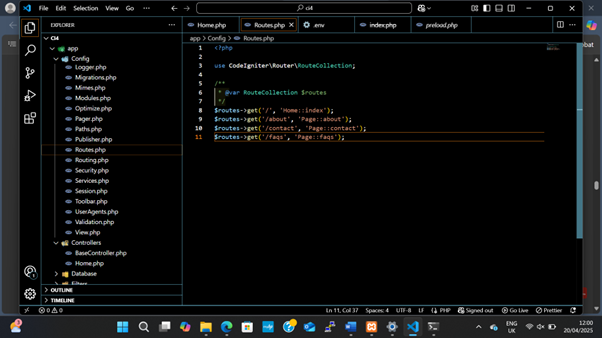 File Edit Selection View Go ··· ci4
EXPLORER ···
Home.php Routes.php .env index.php preload.php
CI4
app > Config > Routes.php
app
Config
Logger.php
Migrations.php
Mimes.php
Modules.php
Optimize.php
Pager.php
Paths.php
Publisher.php
Routes.php
Routing.php
Security.php
Services.php
Session.php
Toolbar.php
UserAgents.php
Validation.php
View.php
Controllers
BaseController.php
Home.php
Database
Filters
OUTLINE
TIMELINE
1 <?php
2
3 use CodeIgniter\Router\RouteCollection;
4
5 /**
6 * @var RouteCollection $routes
7 */
8 $routes->get('/', 'Home::index');
9 $routes->get('/about', 'Page::about');
10 $routes->get('/contact', 'Page::contact');
11 $routes->get('/faqs', 'Page::faqs');
0 0 Ln 11, Col 37 Spaces: 4 UTF-8 LF PHP Signed out Go Live Prettier
ENG
UK
12:00
20/04/2025